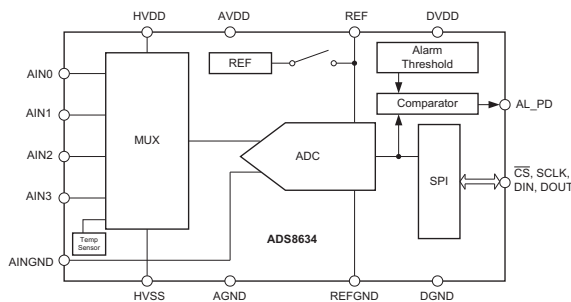 HVDD
AVDD
REF
DVDD
REF
Alarm
Threshold
AIN0
AIN1
AIN2
AIN3
MUX
Comparator
AL_PD
ADC
SPI
CS, SCLK,
DIN, DOUT
Temp
Sensor
ADS8634
AINGND
HVSS
AGND
REFGND
DGND